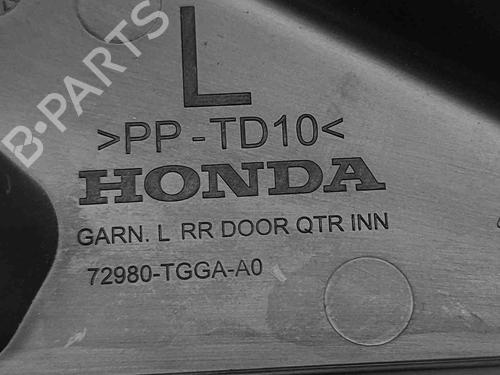 L
>PP-TD10<
HONDA
GARN. L RR DOOR QTR INN
72980-TGGA-A0
B-PARTS